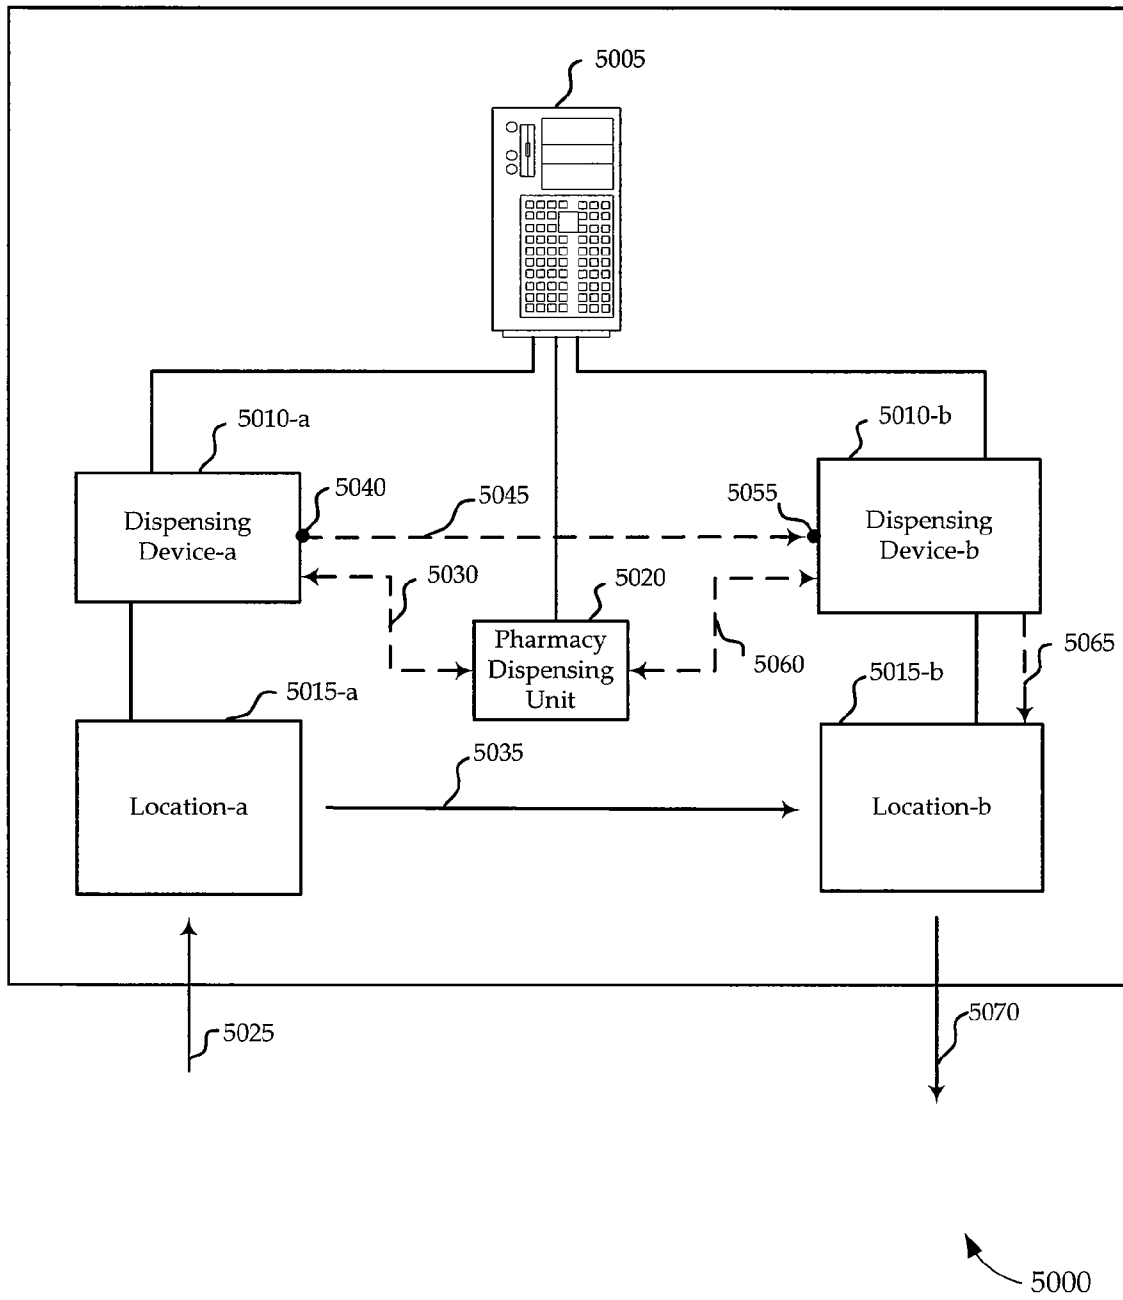 5005
5010-a
5010-b
5040
5045
5055
Dispensing
Device-a
Dispensing
Device-b
5030
5020
Pharmacy
Dispensing
Unit
5060
5065
5015-a
5015-b
5035
Location-a
Location-b
5025
5070
5000